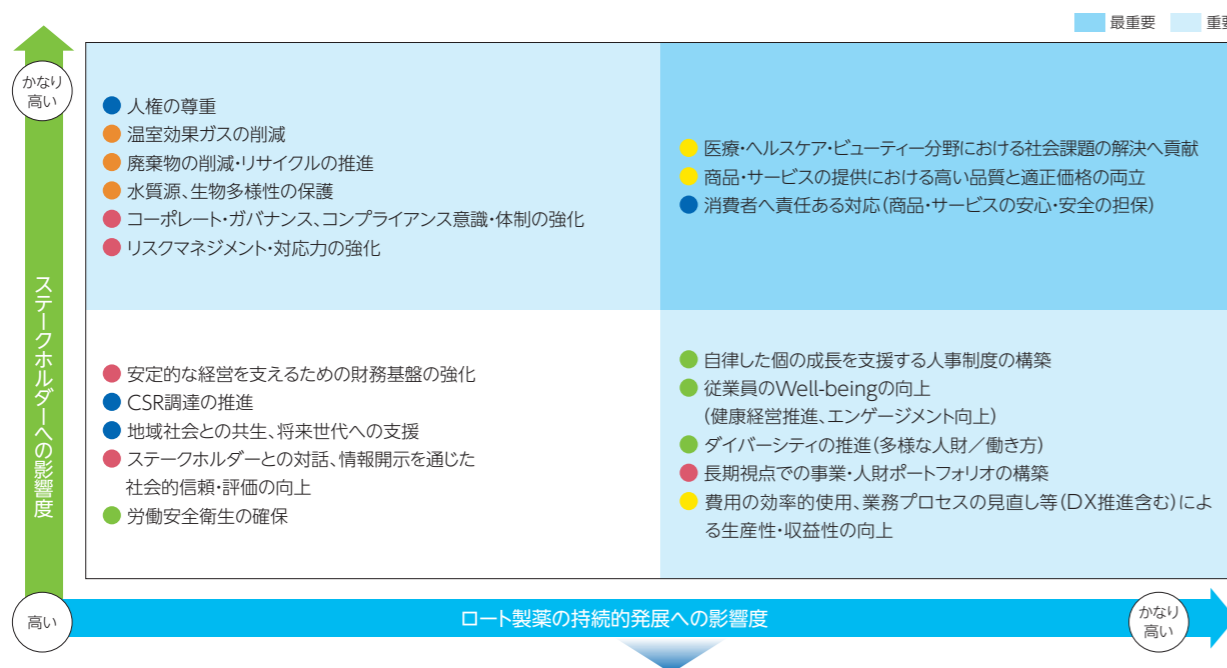 最重要
重要
かなり
高い
ステークホルダーへの影響度
人権の尊重
温室効果ガスの削減
廃棄物の削減・リサイクルの推進
水質源、生物多様性の保護
コーポレート・ガバナンス、コンプライアンス意識・体制の強化
リスクマネジメント・対応力の強化
医療・ヘルスケア・ビューティー分野における社会課題の解決へ貢献
商品・サービスの提供における高い品質と適正価格の両立
消費者へ責任ある対応(商品・サービスの安心・安全の担保)
安定的な経営を支えるための財務基盤の強化
CSR調達の推進
地域社会との共生、将来世代への支援
ステークホルダーとの対話、情報開示を通じた
社会的信頼・評価の向上
労働安全衛生の確保
自律した個の成長を支援する人事制度の構築
従業員のWell-beingの向上
(健康経営推進、エンゲージメント向上)
ダイバーシティの推進(多様な人財/働き方)
長期視点での事業・人財ポートフォリオの構築
費用の効率的使用、業務プロセスの見直し等(DX推進含む)によ
る生産性・収益性の向上
高い
ロート製薬の持続的発展への影響度
かなり
高い